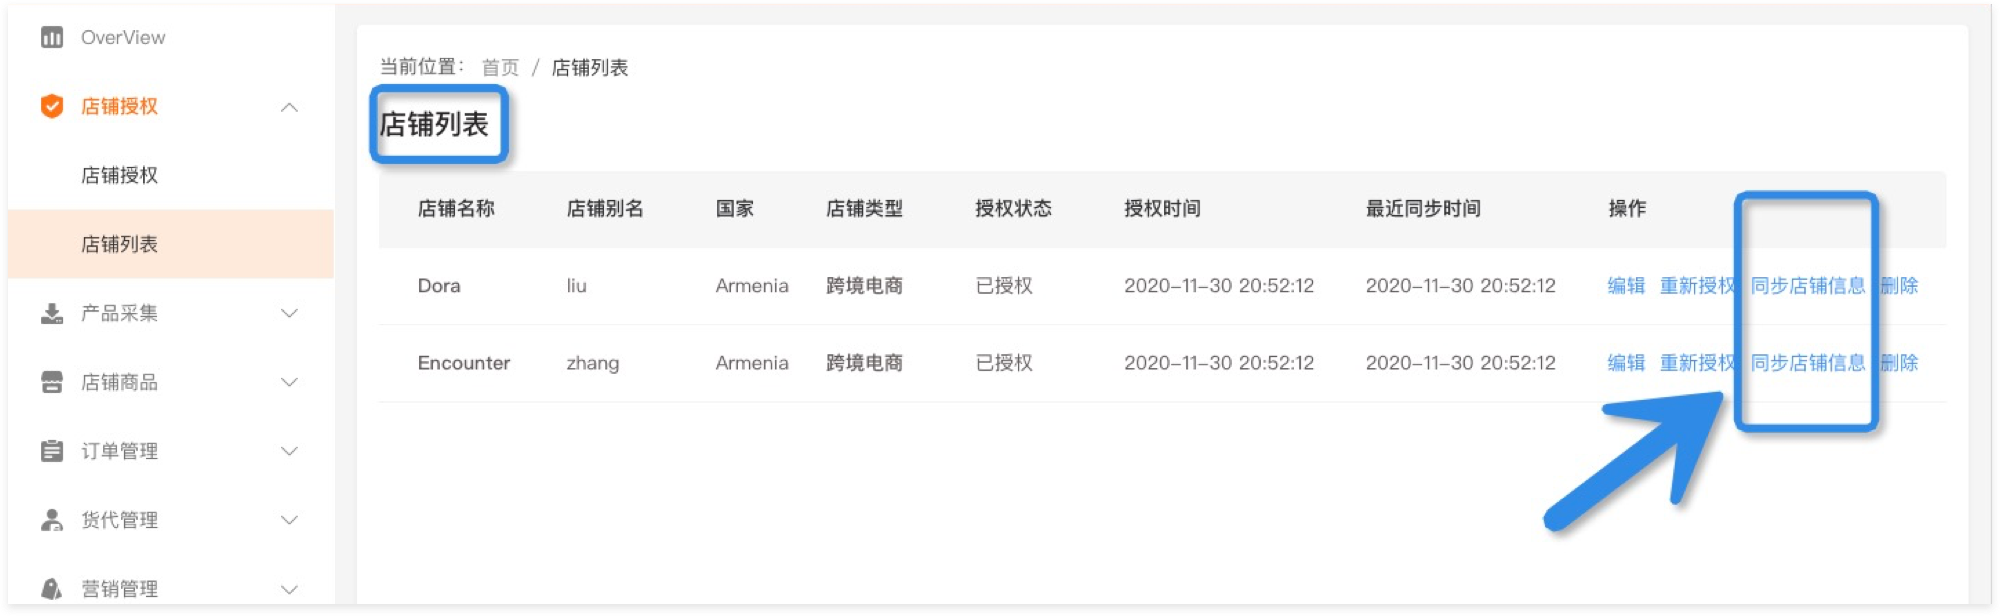 OverView
店铺授权
店铺授权
店铺列表
产品采集
店铺商品
订单管理
货代管理
营销管理
当前位置： 首页 / 店铺列表
店铺列表
店铺名称 店铺别名 国家 店铺类型 授权状态 授权时间 最近同步时间 操作
Dora liu Armenia 跨境电商 已授权 2020-11-30 20:52:12 2020-11-30 20:52:12 编辑 重新授权 同步店铺信息 删除
Encounter zhang Armenia 跨境电商 已授权 2020-11-30 20:52:12 2020-11-30 20:52:12 编辑 重新授权 同步店铺信息 删除